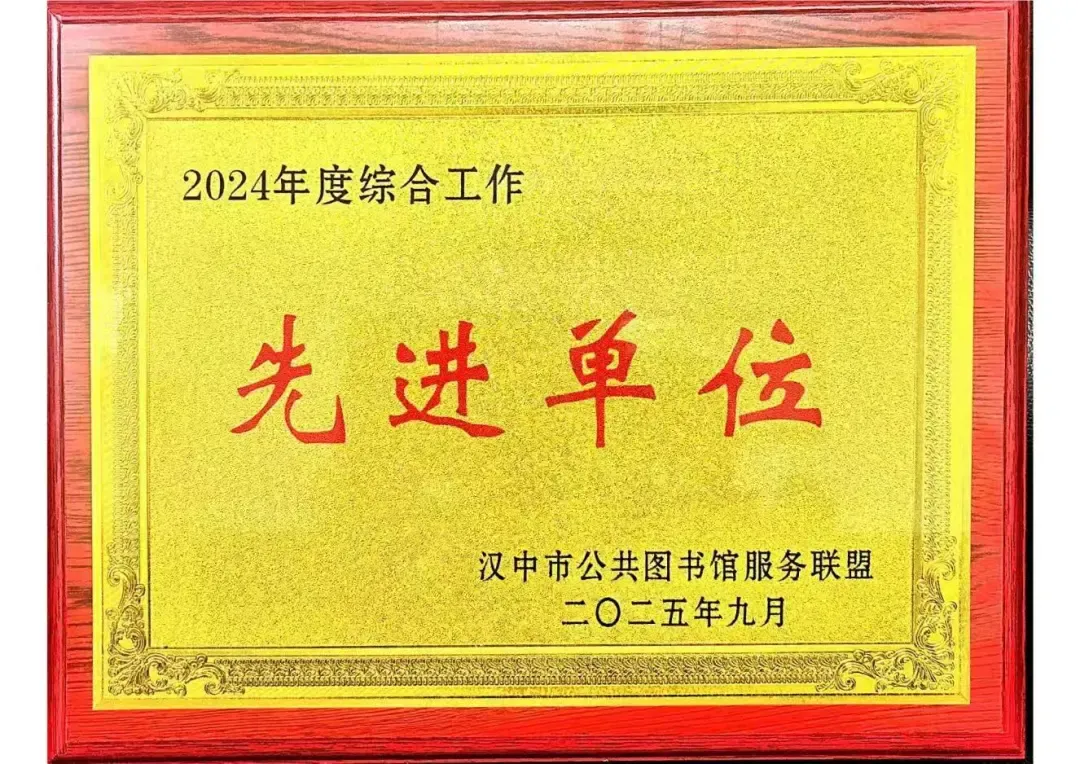 2024年度综合工作
先进单位
汉中市公共图书馆服务联盟
二〇二五年九月